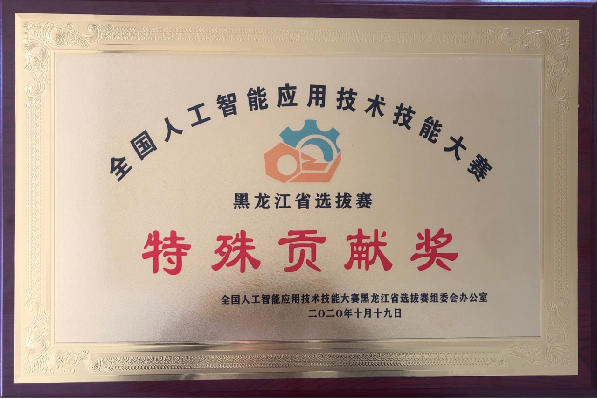 全国人工智能应用技术技能大赛
黑龙江省选拔赛
特殊贡献奖
全国人工智能应用技术技能大赛黑龙江省选拔赛组委会办公室
二〇二〇年十月十九日